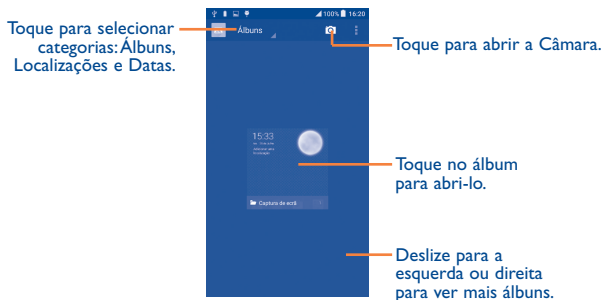 Toque para selecionar
categorias: Álbuns,
Localizações e Datas.
100% 16:20
Álbuns
Toque para abrir a Câmara.
15:33
Toque no álbum
para abri-lo.
Captura de ecrã
Deslize para a
esquerda ou direita
para ver mais álbuns.